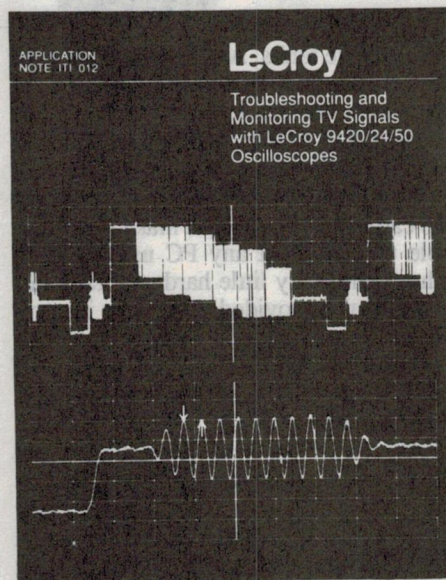 APPLICATION
NOTE ITI 012
LeCroy
Troubleshooting and
Monitoring TV Signals
with LeCroy 9420/24/50
Oscilloscopes